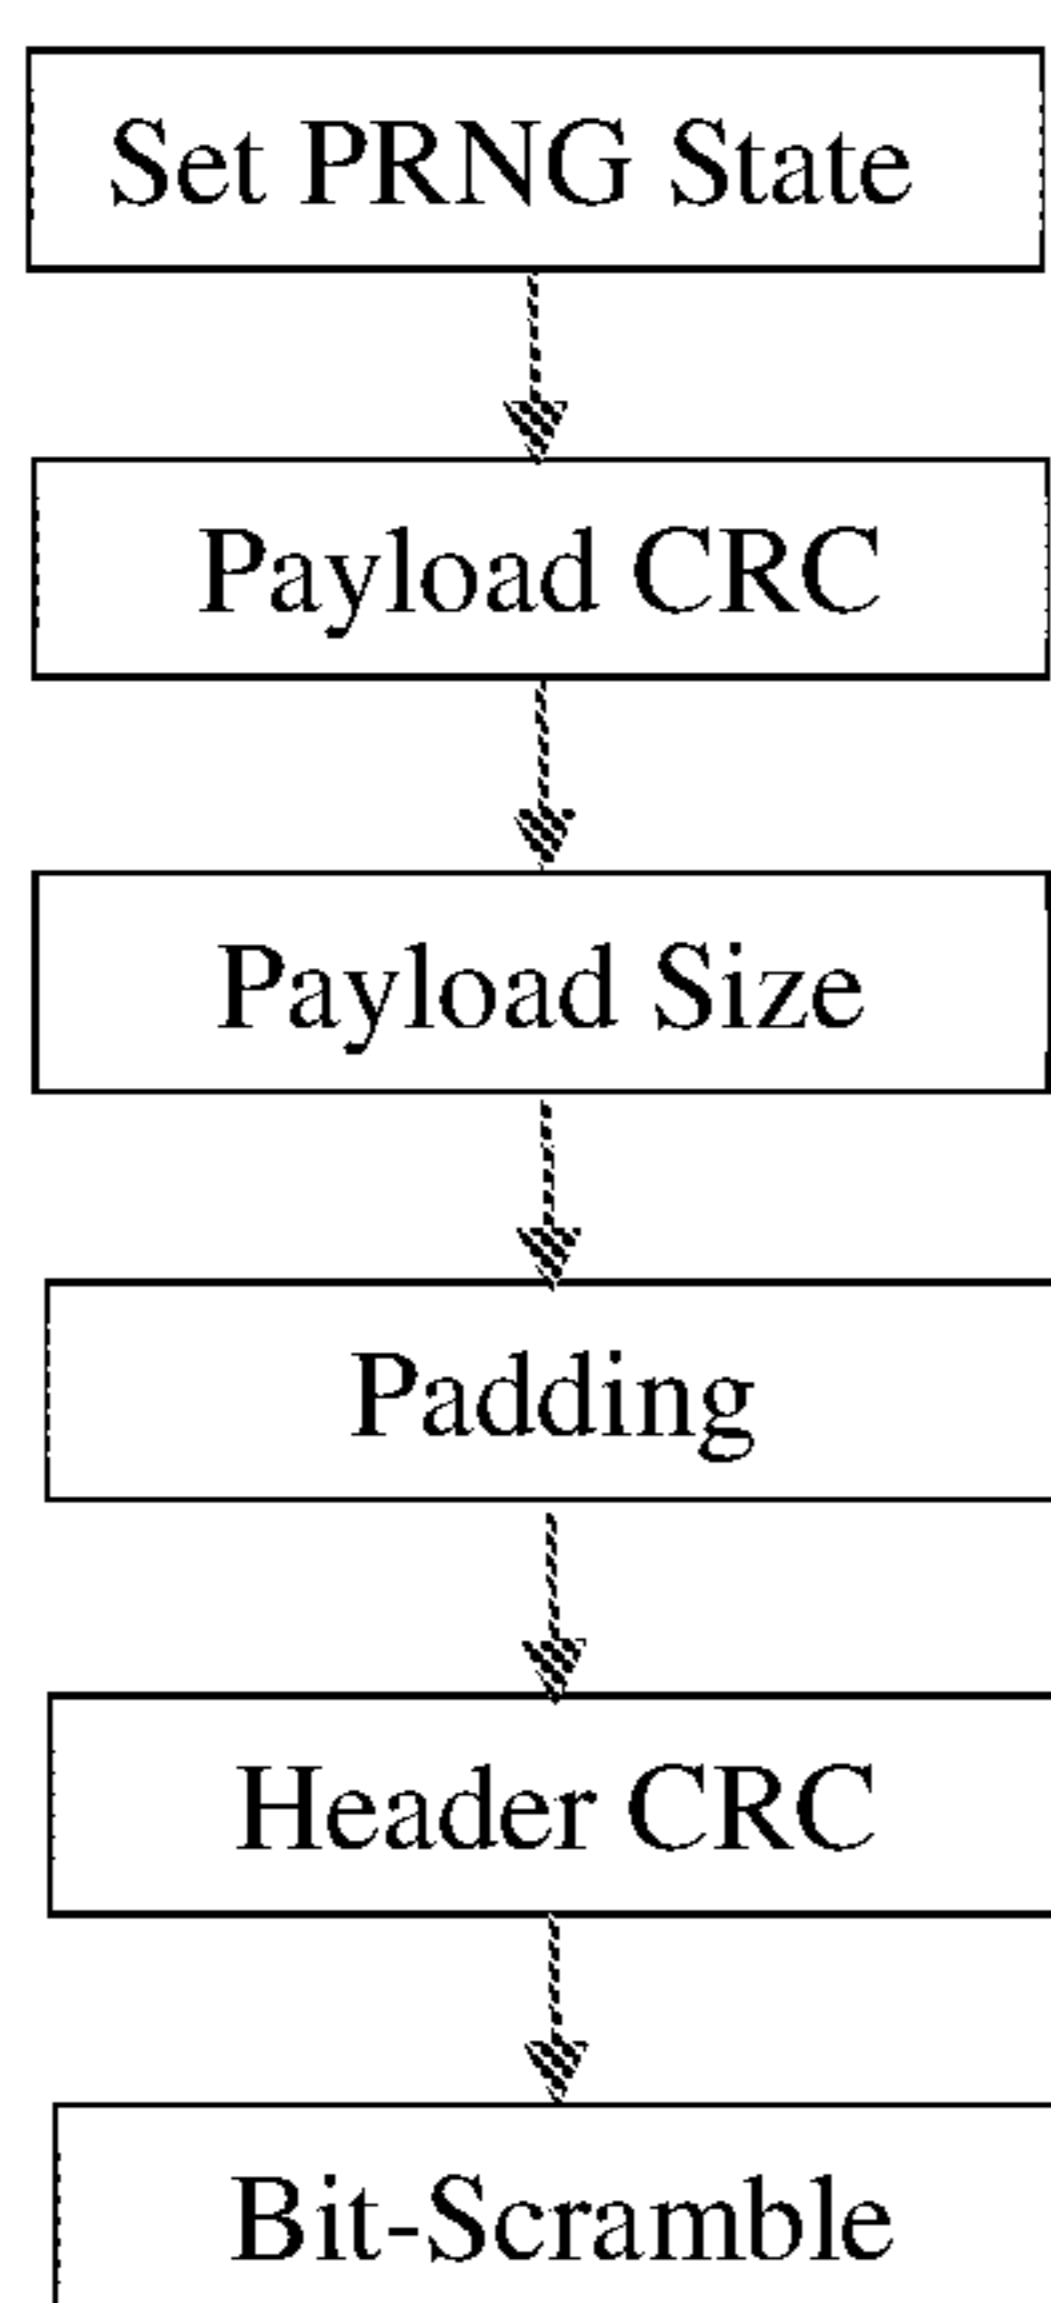 Set PRNG State
Payload CRC
Payload Size
Padding
Header CRC
Bit-Scramble